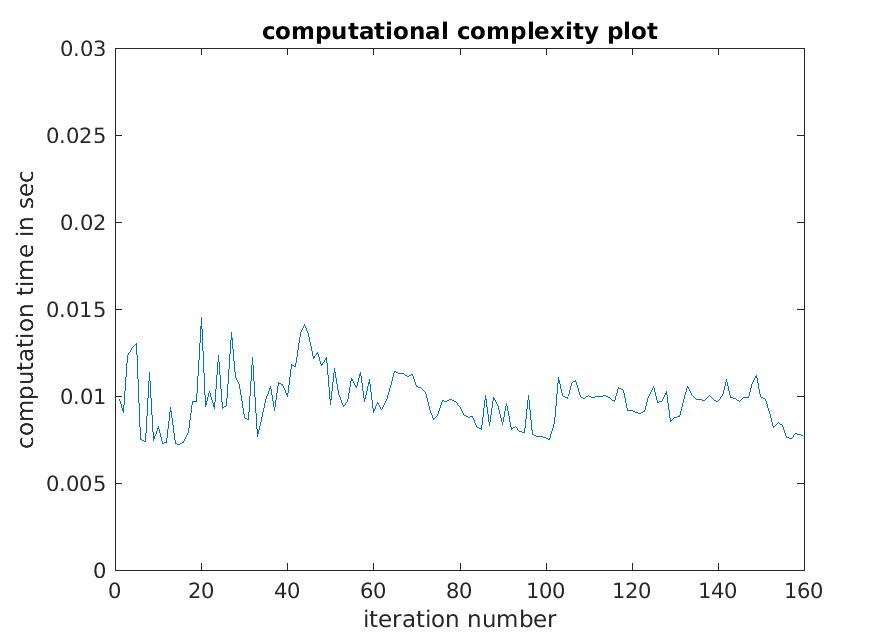 computational complexity plot
0.03
0.025
0.02
0.015
0.01
0.005
0
computation time in sec
0 20 40 60 80 100 120 140 160
iteration number